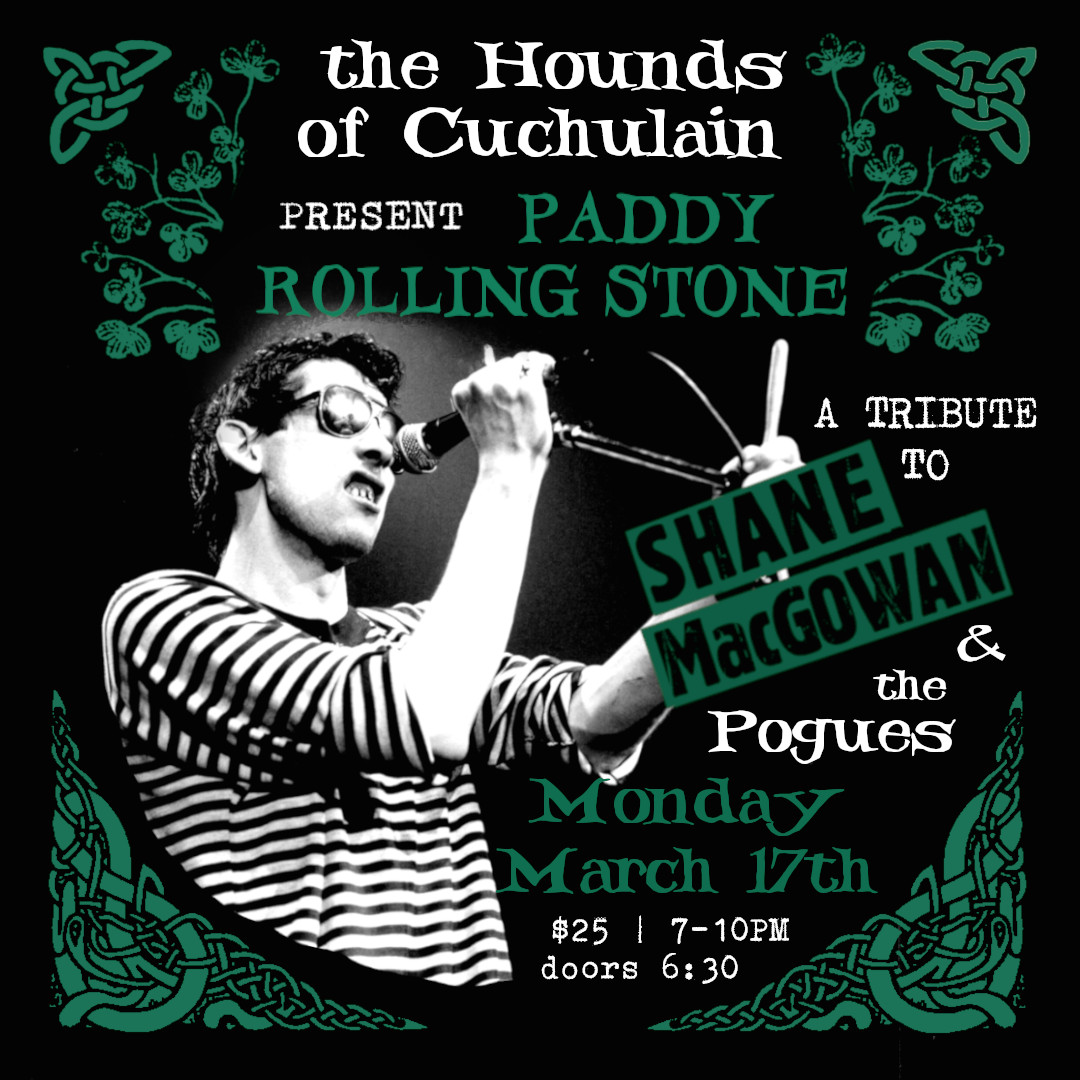 the Hounds
of Cuchulain
PRESENT PADDY
ROLLING STONE
A TRIBUTE
TO
SHANE
MacGOWAN
&
the
Pogues
Monday
March 17th
$25 | 7-10PM
doors 6:30